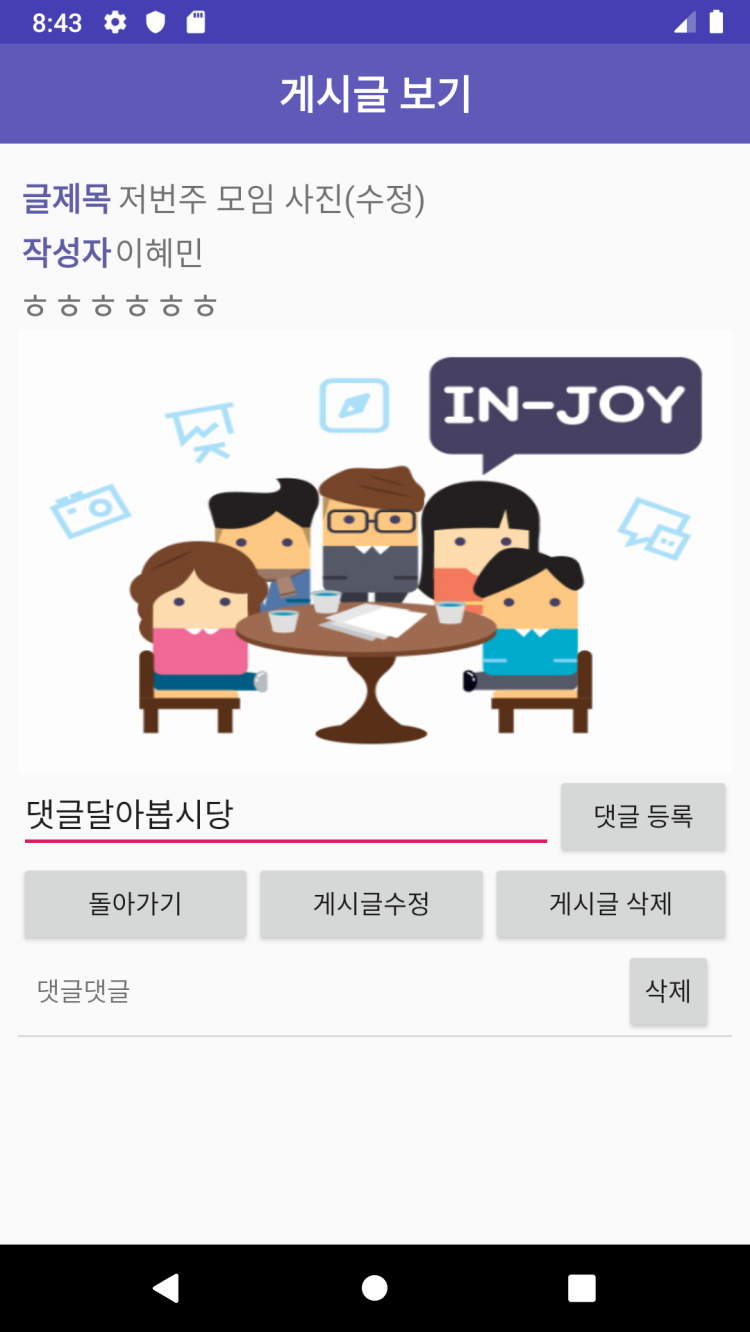 8:43
게시글 보기
글제목 저번주 모임 사진(수정)
작성자 이혜민
ㅎㅎㅎㅎㅎㅎ
IN-JOY
댓글달아봅시당 댓글 등록
돌아가기 게시글수정 게시글 삭제
댓글댓글 삭제